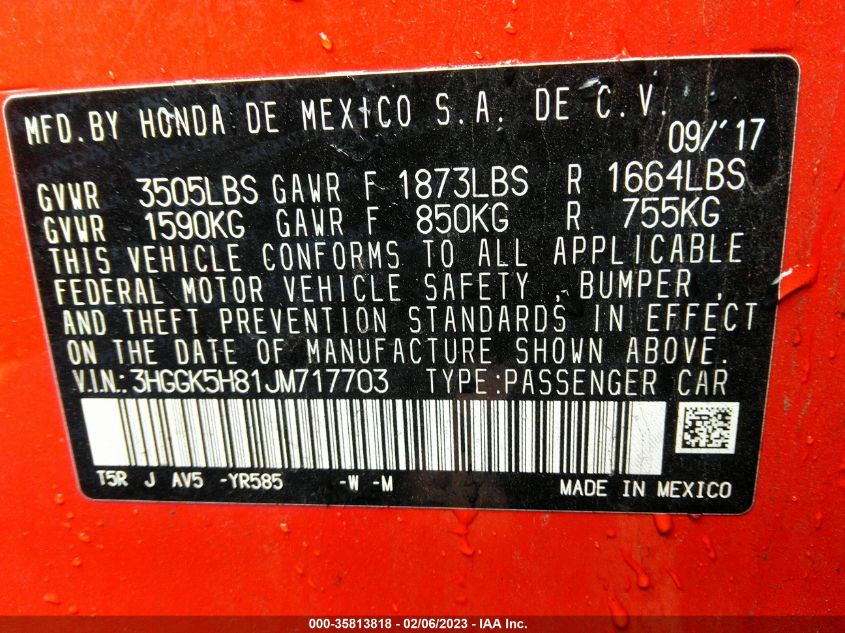 MFD.BY HONDA DE MEXICO S.A. DE C.V.
09/'17
GVWR 3505LBS GAWR F 1873LBS R 1664LBS
GVWR 1590KG GAWR F 850KG R 755KG
THIS VEHICLE CONFORMS TO ALL APPLICABLE
FEDERAL MOTOR VEHICLE SAFETY , BUMPER ,
AND THEFT PREVENTION STANDARDS IN EFFECT
ON THE DATE OF MANUFACTURE SHOWN ABOVE.
V.I.N.:3HGGK5H81JM717703 TYPE:PASSENGER CAR
T5R J AV5 -YR585 -W -M
MADE IN MEXICO
000-35813818 - 02/06/2023 - IAA Inc.